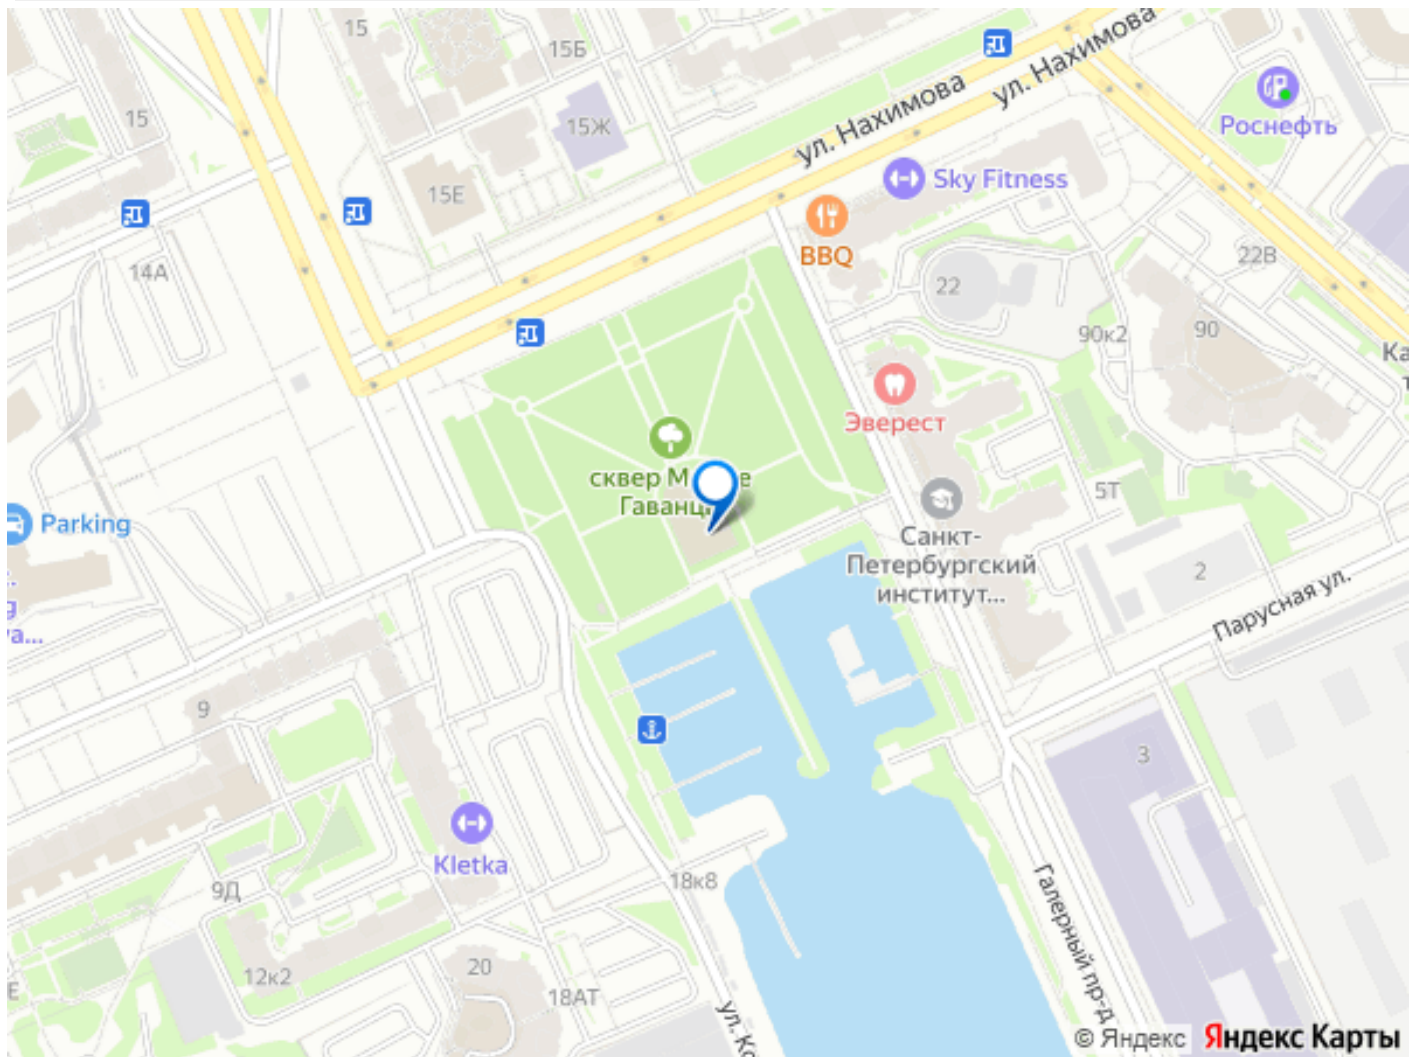 15
15Б
ул. Нахимова
ул. Нахимова
15
15Ж
Роснефть
15Е
Sky Fitness
14А
BBQ
22В
22
90к2
90
Ка
Эверест
сквер М
е
Гаванц
Parking
5Т
Санкт-
Петербургский
институт...
2
Парусная ул.
9
3
Kletka
9Д
18к8
Галерный пр-д
12к2
20
18АТ
ул. Ко
© Яндекс
Яндекс Карты